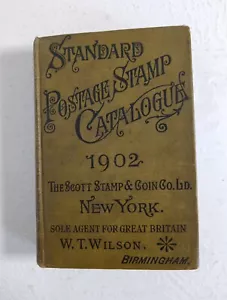 STANDARD
POSTAGE STAMP
CATALOGUE
1902
THE SCOTT STAMP & COIN CO. LD.
NEW YORK.
SOLE AGENT FOR GREAT BRITAIN
W. T. WILSON,
BIRMINGHAM.